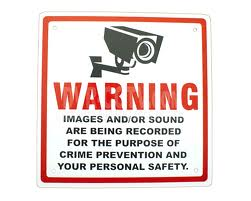 WARNING
IMAGES AND/OR SOUND
ARE BEING RECORDED
FOR THE PURPOSE OF
CRIME PREVENTION AND
YOUR PERSONAL SAFETY.